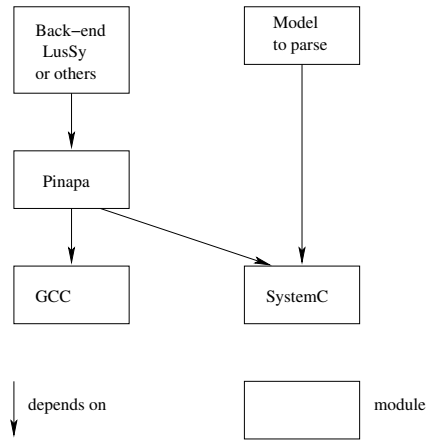 Back−end
LusSy
or others
Model
to parse
Pinapa
GCC
SystemC
depends on
module